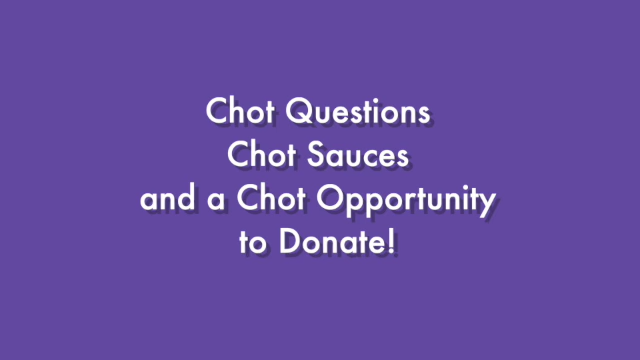 Chot Questions
Chot Sauces
and a Chot Opportunity
to Donate!